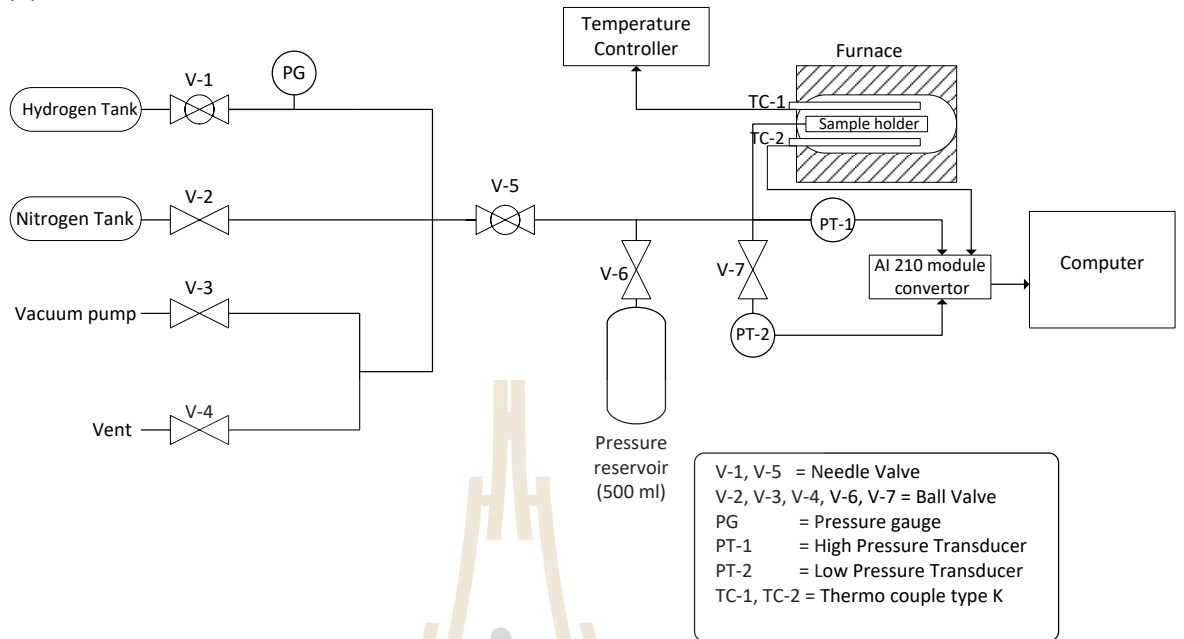 Temperature
Controller
Furnace
V-1
PG
Hydrogen Tank
TC-1
Sample holder
TC-2
V-2
V-5
Nitrogen Tank
PT-1
V-6
V-7
AI 210 module
convertor
Computer
V-3
Vacuum pump
PT-2
V-4
Vent
Pressure
reservoir
(500 ml)
V-1, V-5 = Needle Valve
V-2, V-3, V-4, V-6, V-7 = Ball Valve
PG = Pressure gauge
PT-1 = High Pressure Transducer
PT-2 = Low Pressure Transducer
TC-1, TC-2 = Thermo couple type K